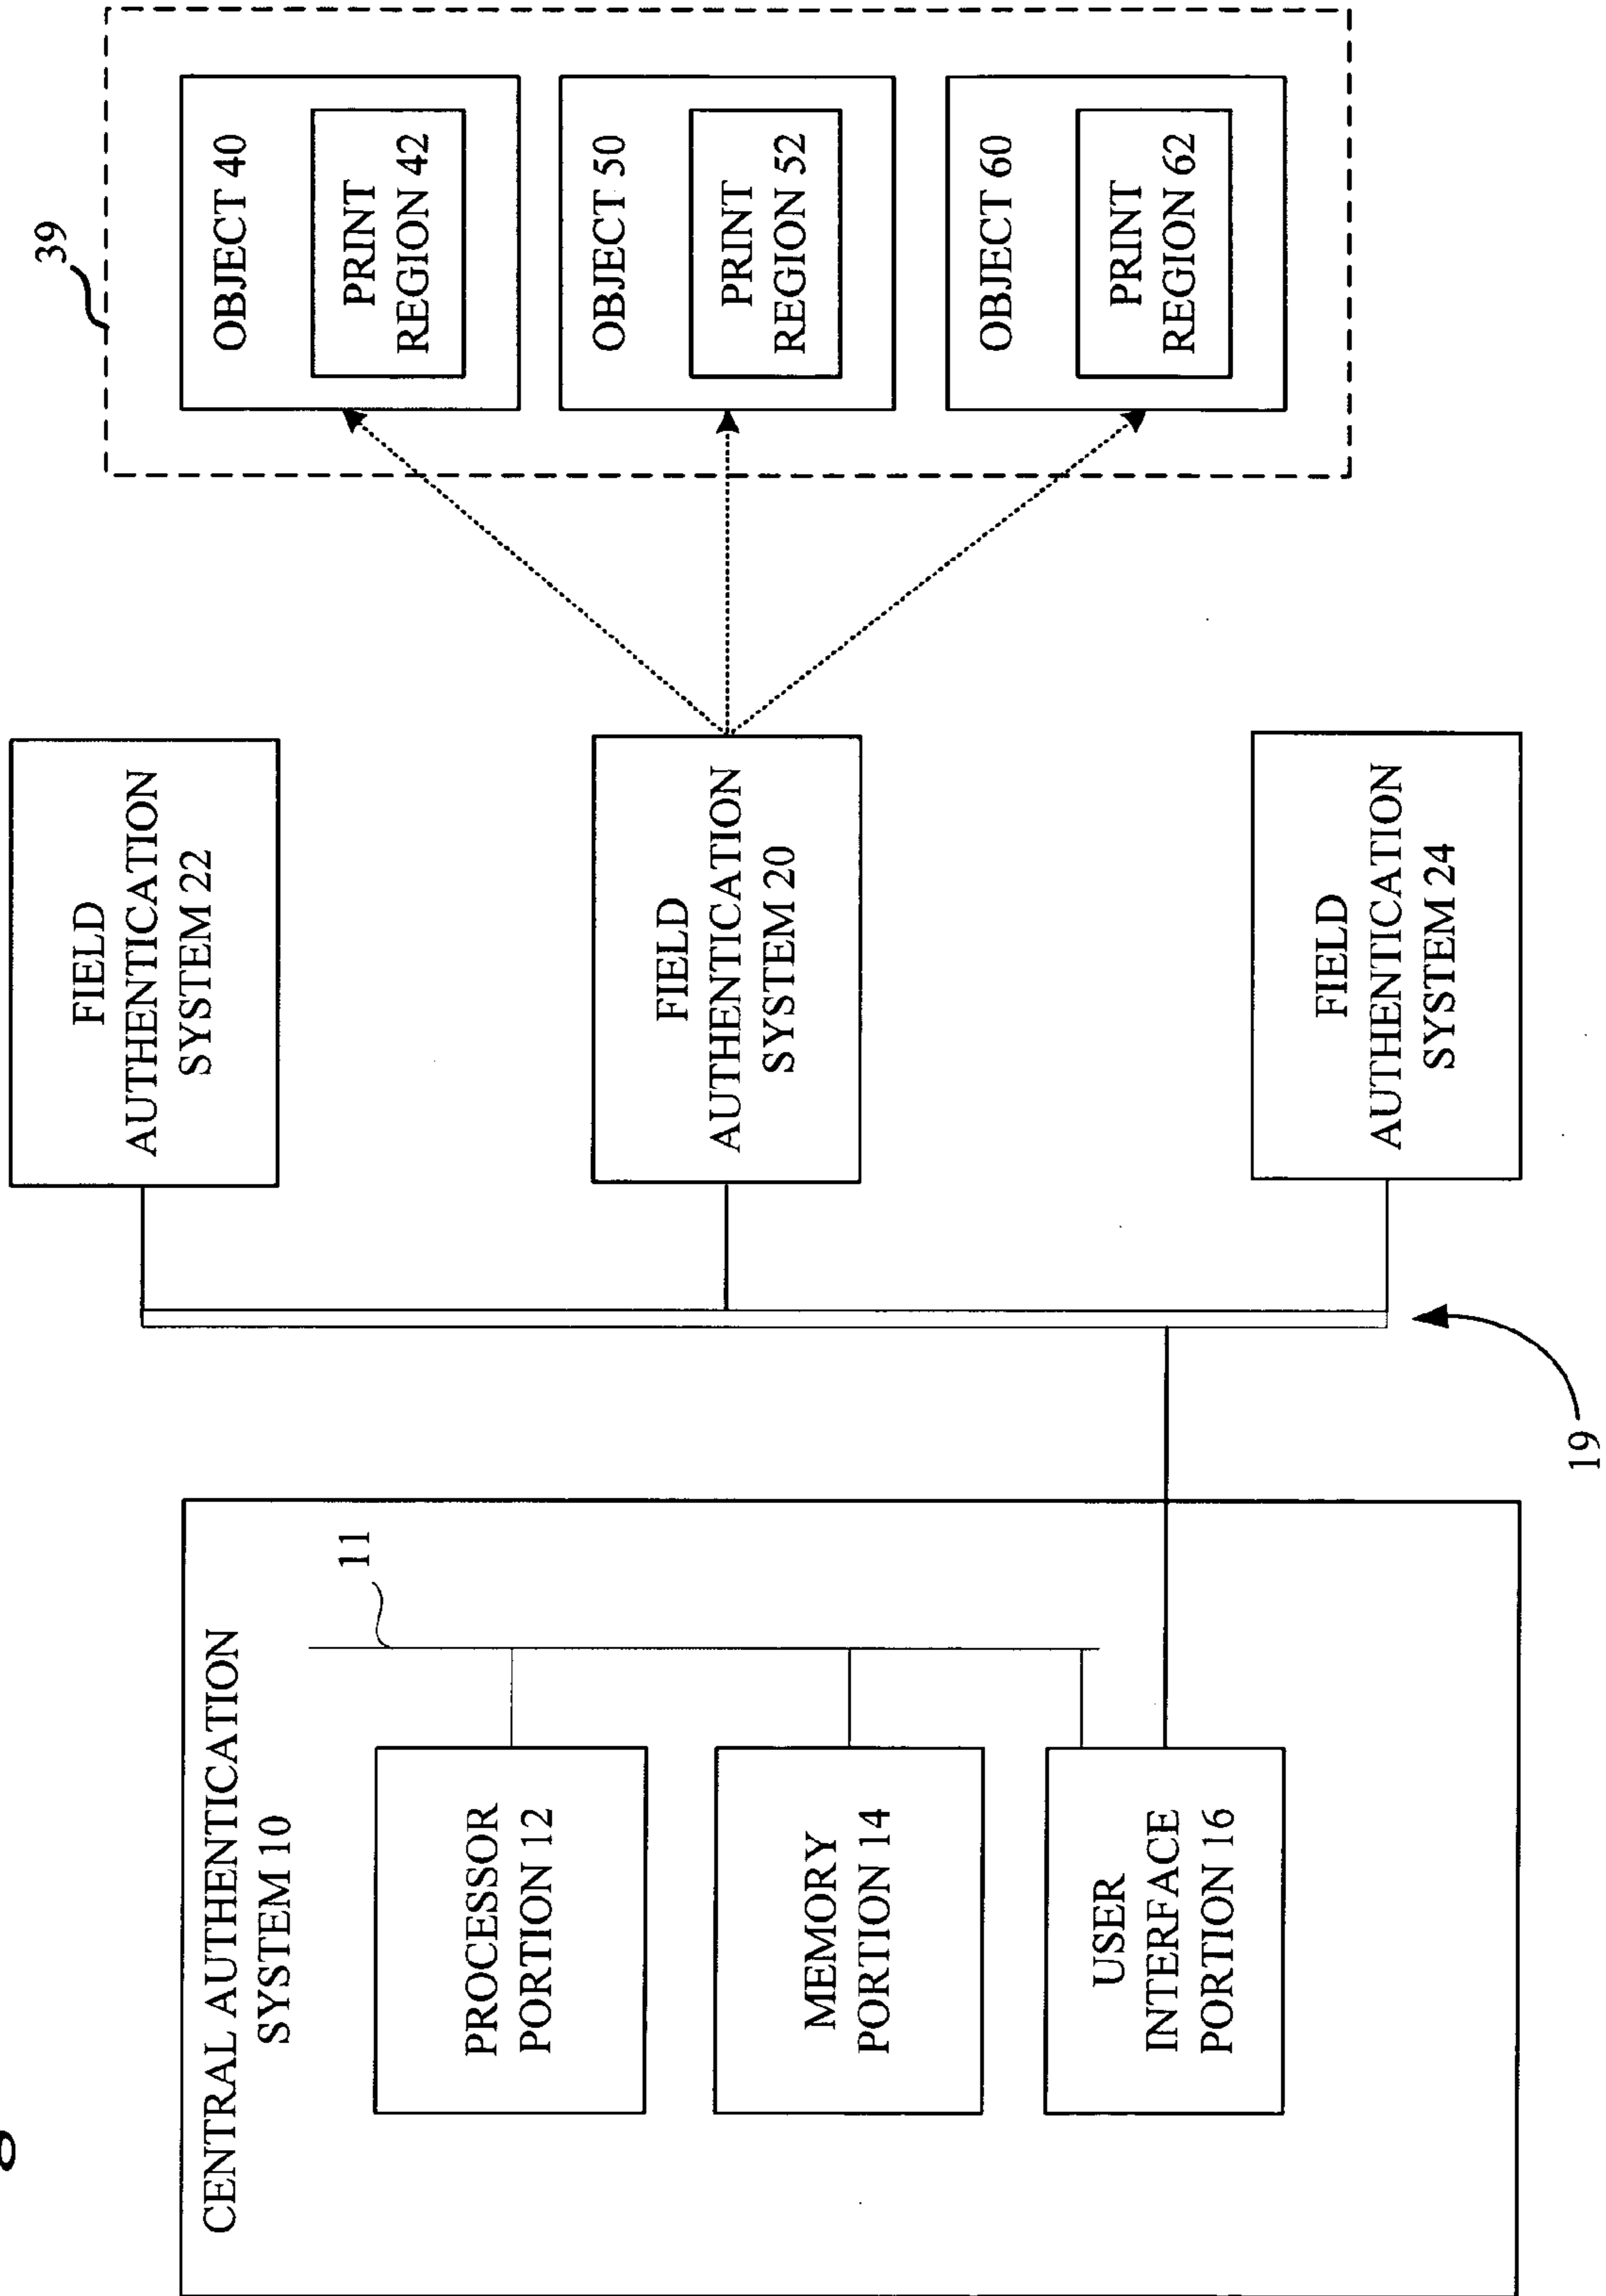 CENTRAL AUTHENTICATION
SYSTEM 10
11
PROCESSOR
PORTION 12
MEMORY
PORTION 14
USER
INTERFACE
PORTION 16
19
FIELD
AUTHENTICATION
SYSTEM 22
FIELD
AUTHENTICATION
SYSTEM 20
FIELD
AUTHENTICATION
SYSTEM 24
39
OBJECT 40
PRINT
REGION 42
OBJECT 50
PRINT
REGION 52
OBJECT 60
PRINT
REGION 62